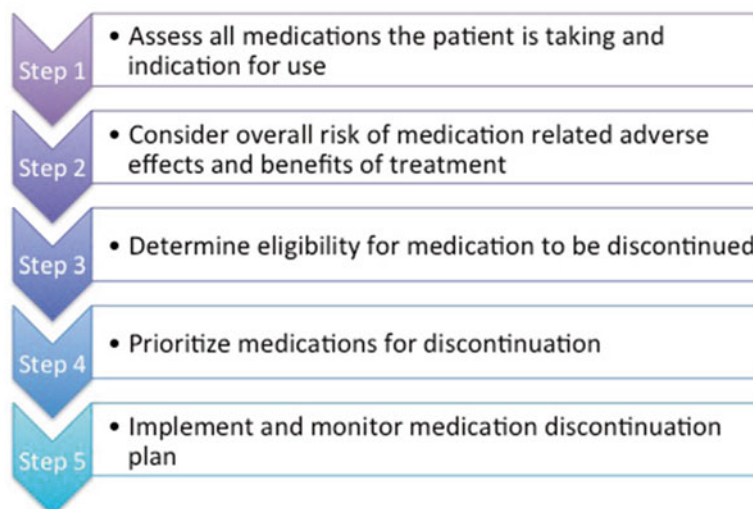 Step 1
• Assess all medications the patient is taking and
indication for use
Step 2
• Consider overall risk of medication related adverse
effects and benefits of treatment
Step 3
• Determine eligibility for medication to be discontinued
Step 4
• Prioritize medications for discontinuation
Step 5
• Implement and monitor medication discontinuation
plan